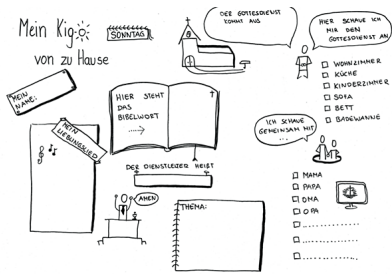 Mein Kigo
von zu Hause
SONNTAG
DER GOTTESDIENST
KOMMT AUS
HIER SCHAUE ICH
MIR DEN
GOTTESDIENST AN
WOHNZIMMER
KÜCHE
KINDERZIMMER
SOFA
BETT
BADEWANNE
MEIN
NAME:
HIER STEHT
DAS
BIBELWORT
ICH SCHAUE
GEMEINSAM MIT
...
MEIN
LIEBLINGSLIED
DER DIENSTLEITER HEIßT
AMEN
THEMA:
MAMA
PAPA
OMA
OPA